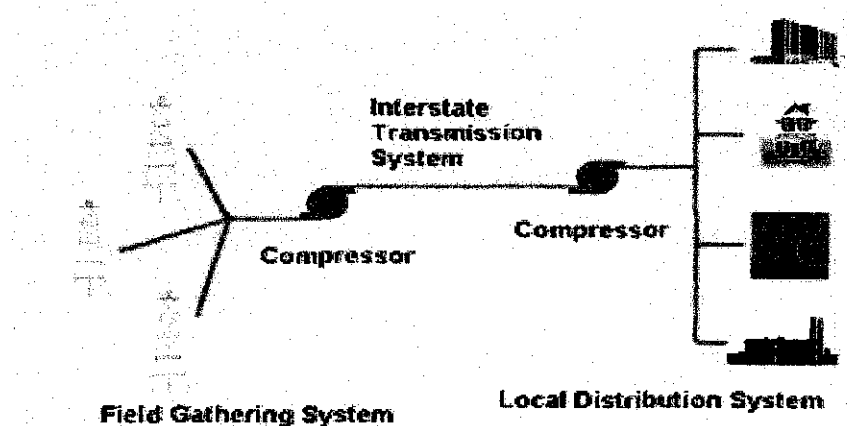 Interstate
Transmission
System
Compressor
Compressor
Field Gathering System
Local Distribution System